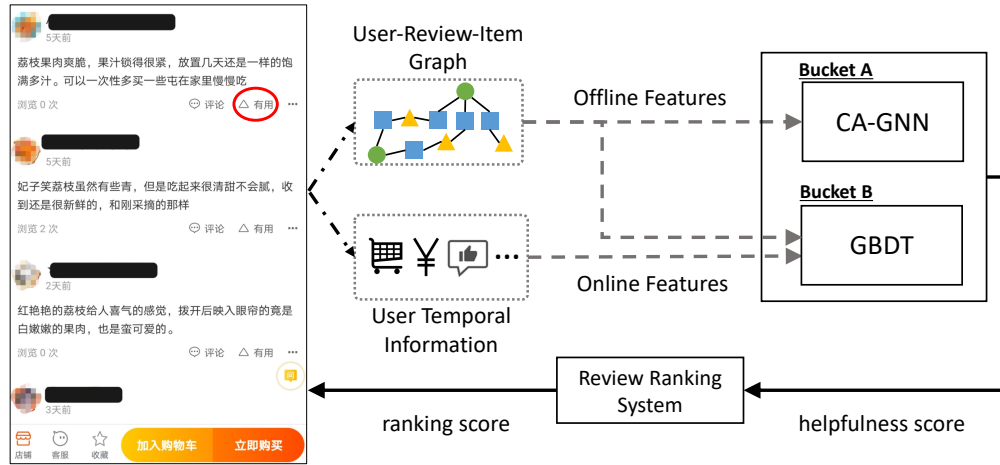 5天前
荔枝果肉爽脆，果汁锁得很紧，放置几天还是一样的饱
满多汁。可以一次性多买一些屯在家里慢慢吃
浏览 0 次
评论
有用
5天前
妃子笑荔枝虽然有些青，但是吃起来很清甜不会腻，收
到还是很新鲜的，和刚采摘的那样
浏览 2 次
评论
有用
2天前
红艳艳的荔枝给人喜气的感觉，拨开后映入眼帘的竟是
白嫩嫩的果肉，也是蛮可爱的。
浏览 0 次
评论
有用
3天前
店铺
客服
收藏
加入购物车
立即购买
User-Review-Item
Graph
¥
User Temporal
Information
Offline Features
Online Features
Bucket A
CA-GNN
Bucket B
GBDT
Review Ranking
System
ranking score
helpfulness score